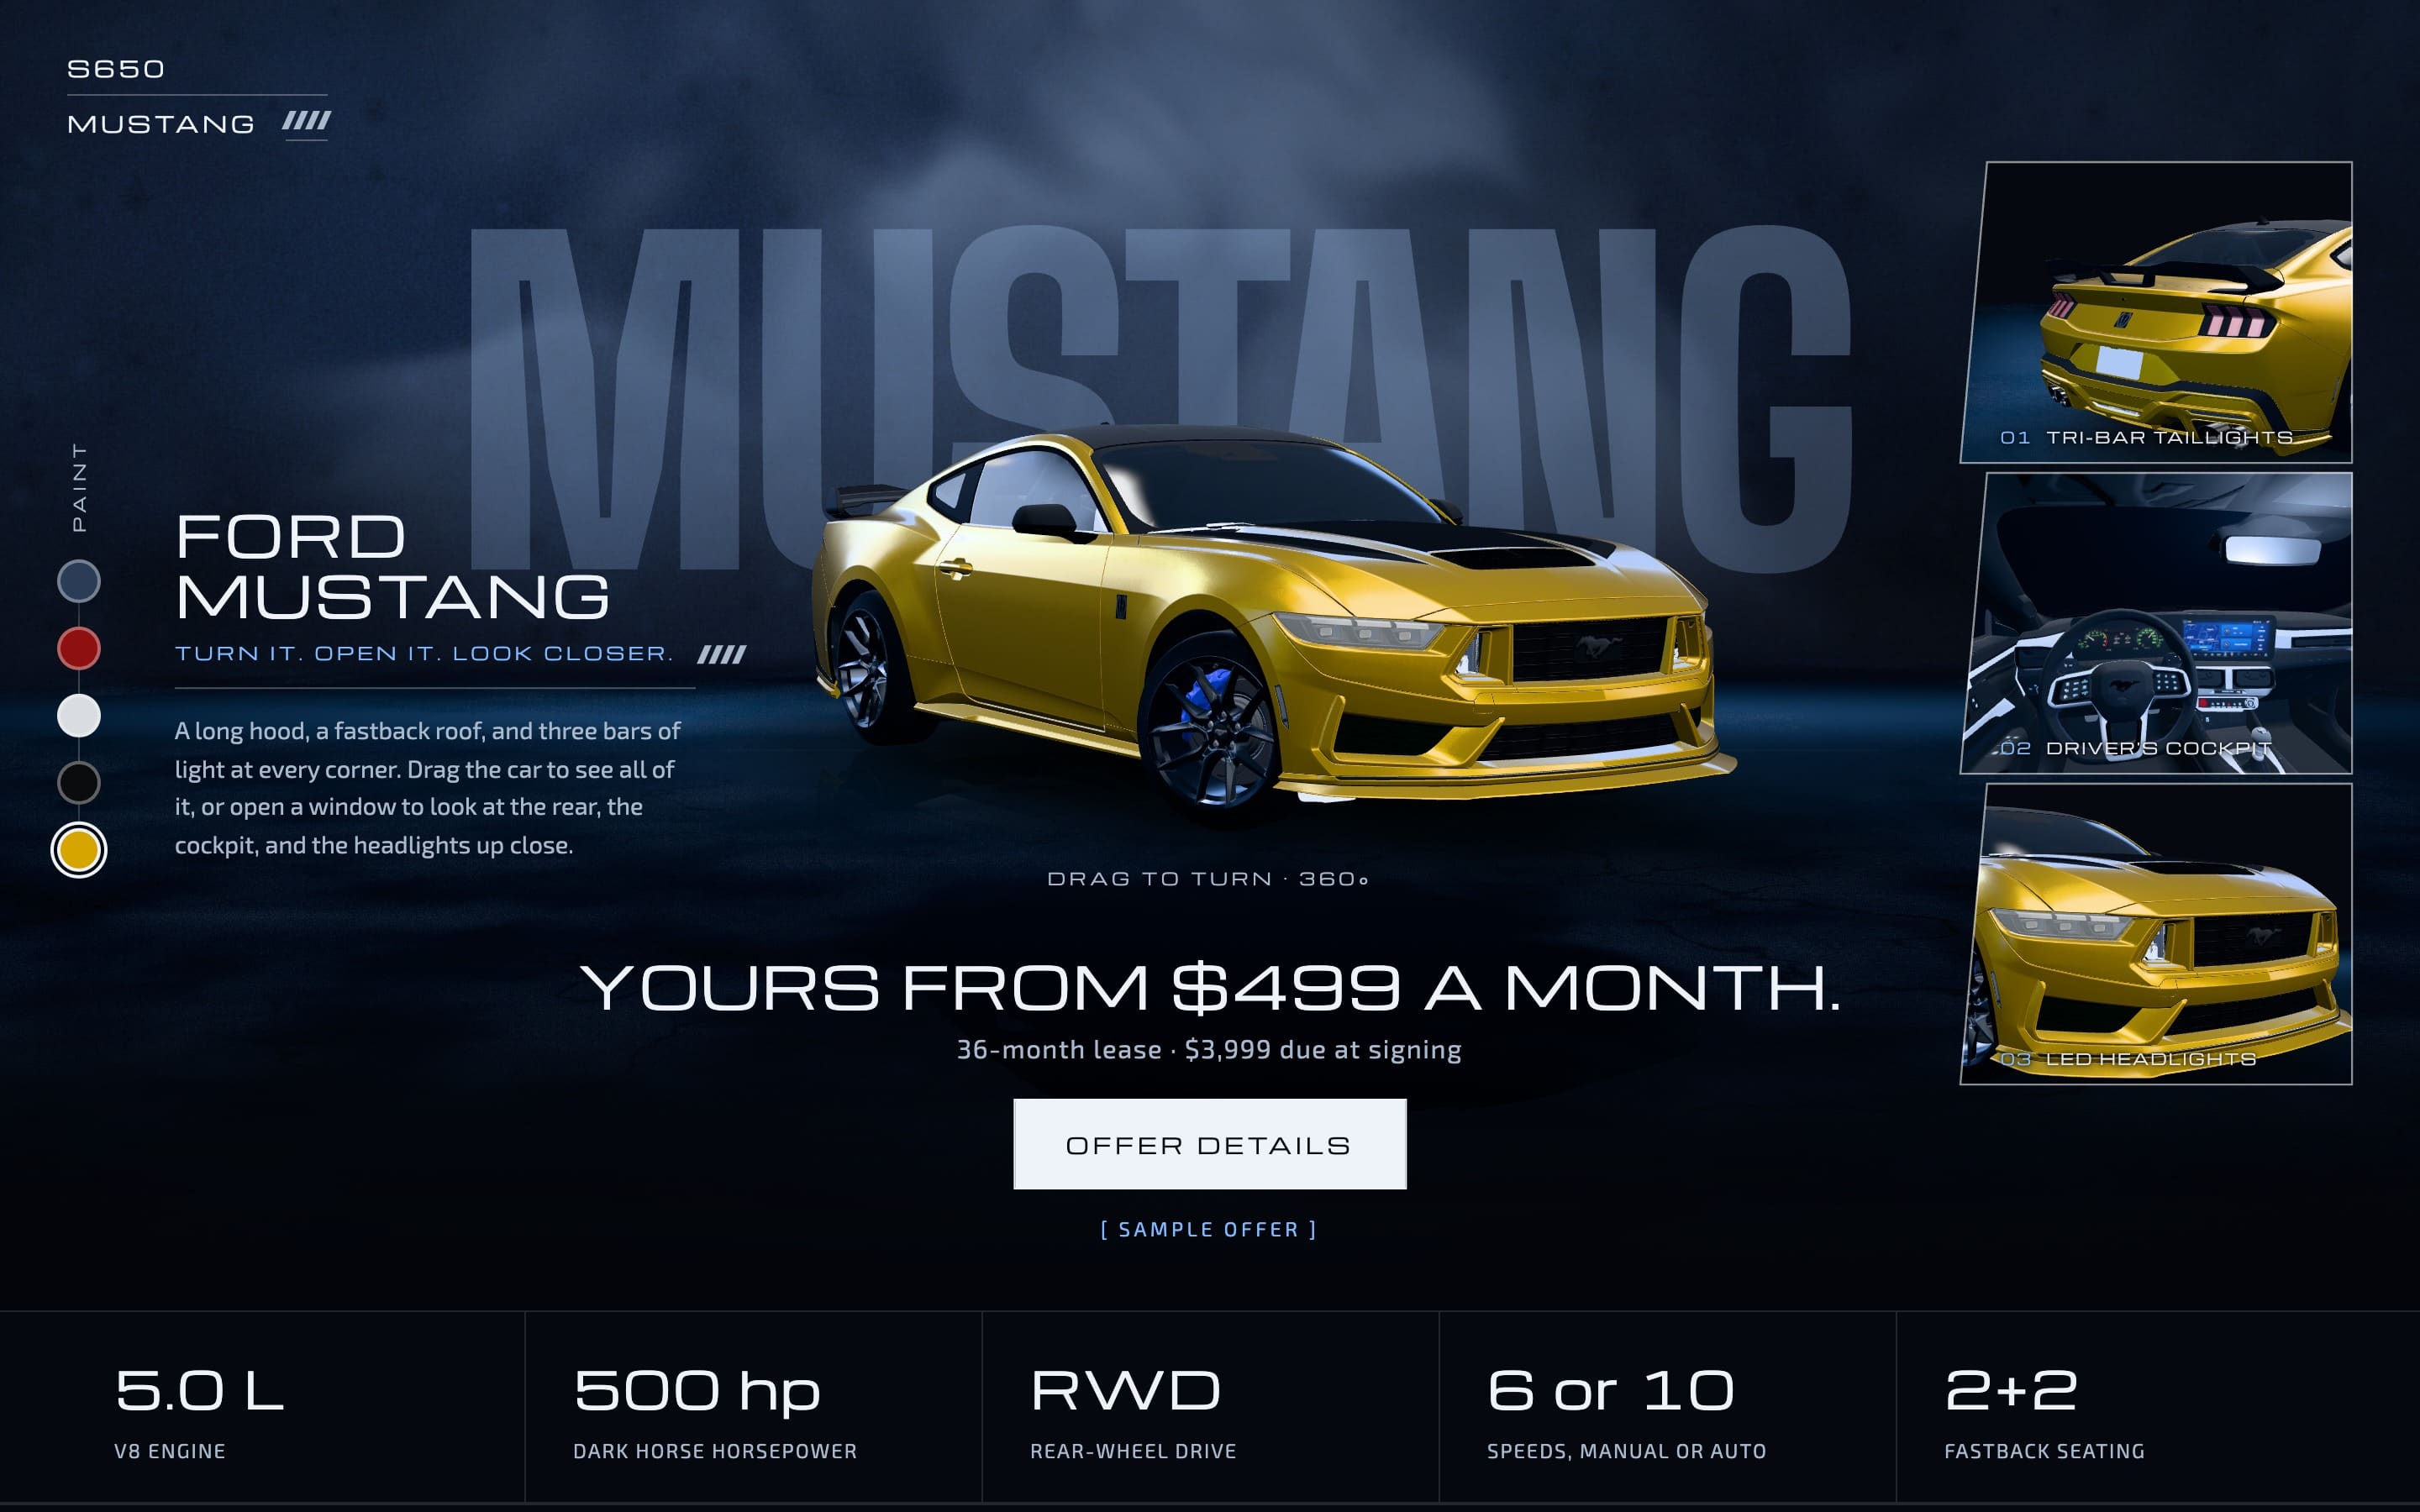 S650
MUSTANG
MUSTANG
PAINT
FORD
MUSTANG
TURN IT. OPEN IT. LOOK CLOSER.
A long hood, a fastback roof, and three bars of
light at every corner. Drag the car to see all of
it, or open a window to look at the rear, the
cockpit, and the headlights up close.
01 TRI-BAR TAILLIGHTS
02 DRIVER'S COCKPIT
03 LED HEADLIGHTS
DRAG TO TURN · 360°
YOURS FROM $499 A MONTH.
36-month lease · $3,999 due at signing
OFFER DETAILS
[ SAMPLE OFFER ]
5.0 L
V8 ENGINE
500 hp
DARK HORSE HORSEPOWER
RWD
REAR-WHEEL DRIVE
6 or 10
SPEEDS, MANUAL OR AUTO
2+2
FASTBACK SEATING